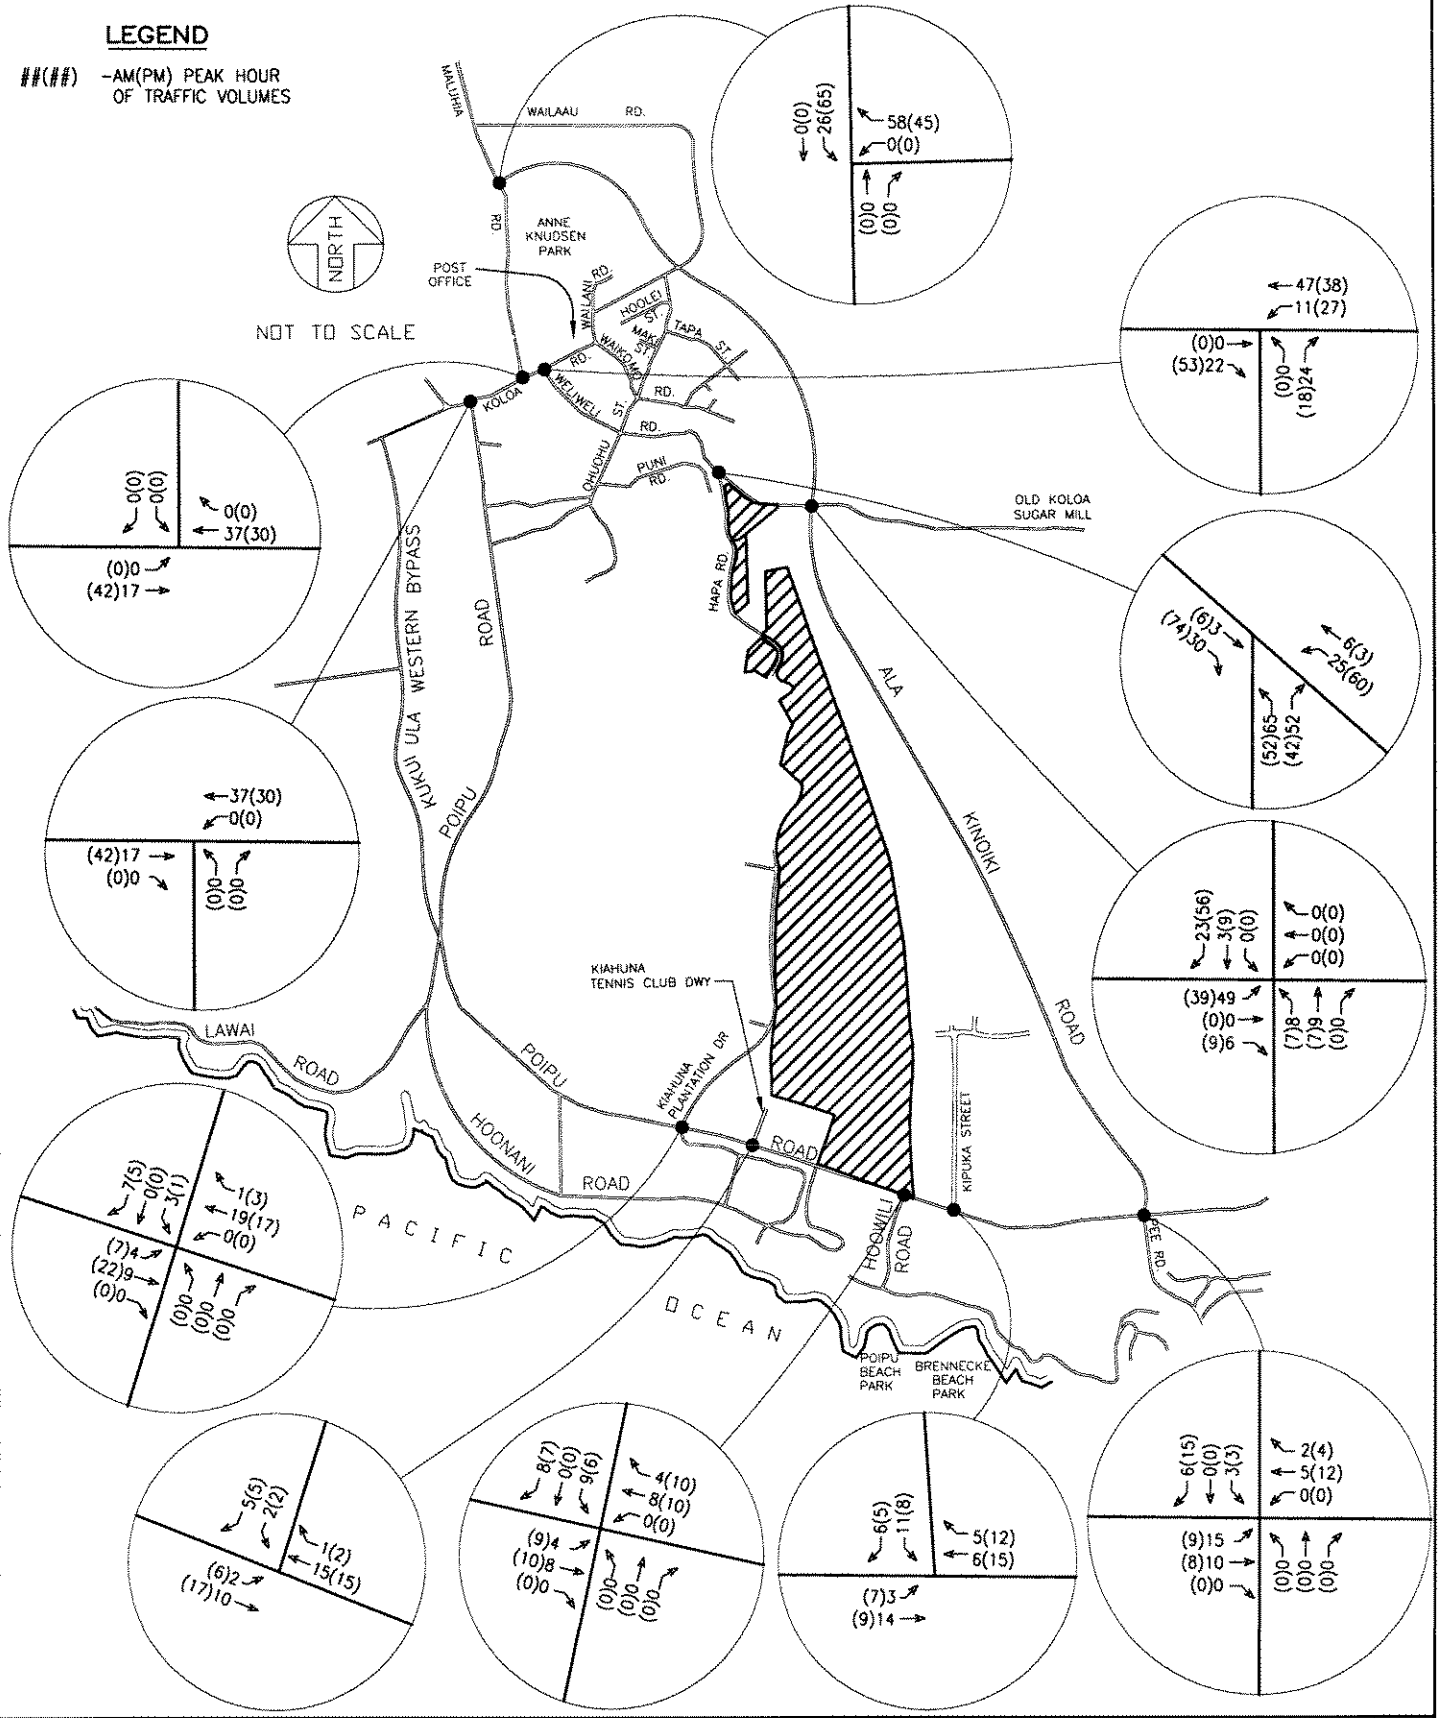 LEGEND
##(##) -AM(PM) PEAK HOUR
OF TRAFFIC VOLUMES
NORTH
NOT TO SCALE
MALUHIA
RD.
WAILAAU RD.
ANNE
KNUDSEN
PARK
POST
OFFICE
WAILANI RD.
HOOLEI
ST.
MAKI
ST.
TAPA ST.
WAIKOMO
RD.
RD.
KOLOA
WELIWELI
RD.
ST.
OHUOHU
PUNI
RD.
OLD KOLOA
SUGAR MILL
HAPA RD.
KUKUI ULA WESTERN BYPASS
POIPU
ROAD
ALA
KINOIKI
ROAD
KIAHUNA
TENNIS CLUB DWY
KIAHUNA
PLANTATION DR
LAWAI
ROAD
POIPU
ROAD
HOONANI
ROAD
HOOWILI
ROAD
KIPUKA STREET
PEE RD.
PACIFIC
OCEAN
POIPU
BEACH
PARK
BRENNECKE
BEACH
PARK
0(0)
26(65)
58(45)
0(0)
(0)0
(0)0
47(38)
11(27)
(0)0
(53)22
(0)0
(18)24
0(0)
0(0)
0(0)
37(30)
(0)0
(42)17
(6)3
(74)30
6(3)
25(60)
(52)65
(42)52
37(30)
0(0)
(42)17
(0)0
(0)0
(0)0
23(56)
3(9)
0(0)
0(0)
0(0)
0(0)
(39)49
(0)0
(9)6
(7)8
(7)9
(0)0
7(5)
0(0)
3(1)
1(3)
19(17)
0(0)
(7)4
(22)9
(0)0
(0)0
(0)0
(0)0
5(5)
2(2)
1(2)
15(15)
(6)2
(17)10
8(7)
0(0)
9(6)
4(10)
8(10)
0(0)
(9)4
(10)8
(0)0
(0)0
(0)0
(0)0
6(5)
11(8)
5(12)
6(15)
(7)3
(9)14
6(15)
0(0)
3(3)
2(4)
5(12)
0(0)
(9)15
(8)10
(0)0
(0)0
(0)0
(0)0